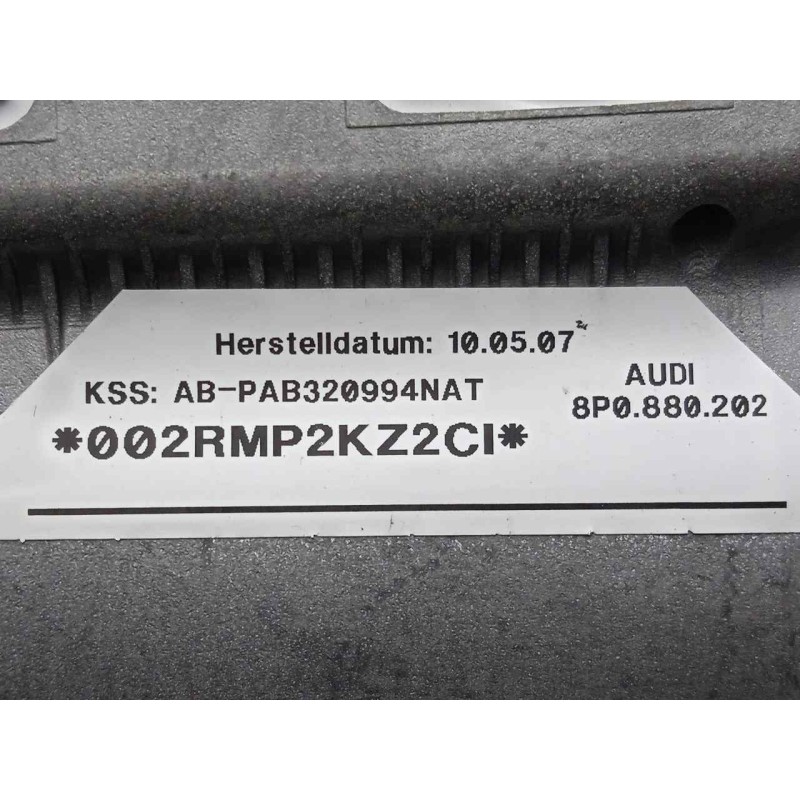 Herstelldatum: 10.05.07
KSS: AB-PAB320994NAT
AUDI
8P0.880.202
*002RMP2KZ2CI*